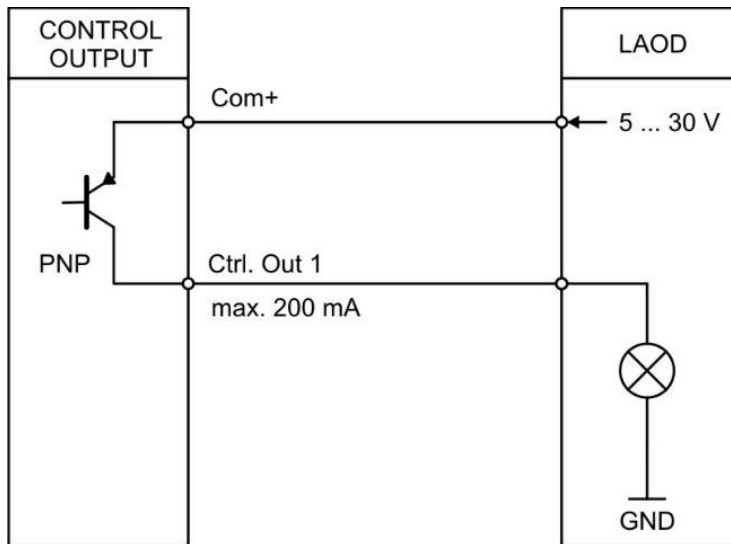 CONTROL
OUTPUT
LAOD
Com+
5 ... 30 V
PNP
Ctrl. Out 1
max. 200 mA
GND